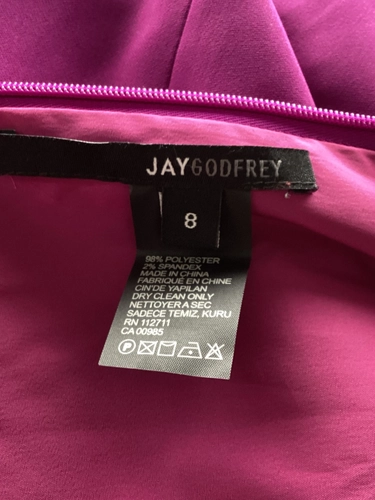 JAYGODFREY
8
98% POLYESTER
2% SPANDEX
MADE IN CHINA
FABRIQUÉ EN CHINE
CIN'DE YAPILAN
DRY CLEAN ONLY
NETTOYER A SEC
SADECE TEMIZ, KURU
RN 112711
CA 00985
P